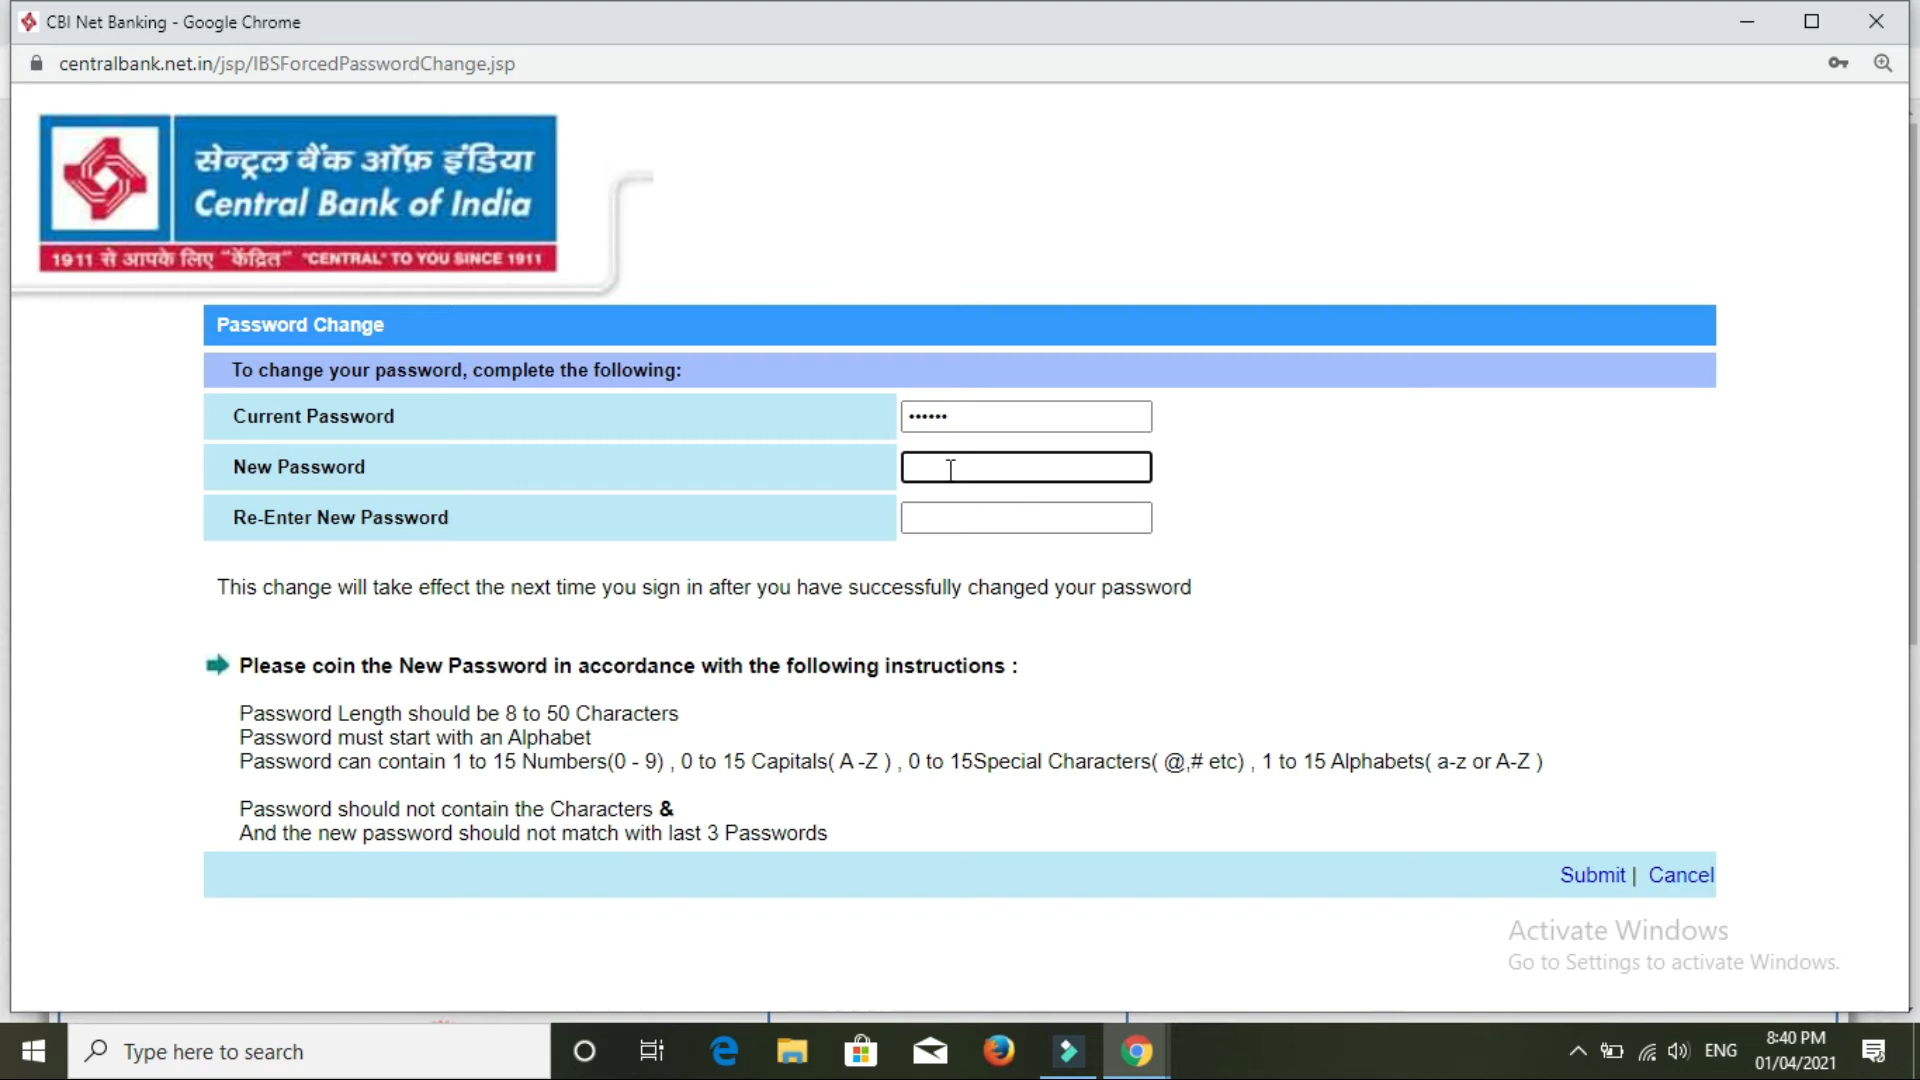 CBI Net Banking - Google Chrome
centralbank.net.in/jsp/IBSForcedPasswordChange.jsp
सेन्ट्रल बैंक ऑफ़ इंडिया
Central Bank of India
1911 से आपके लिए "केंद्रित" "CENTRAL" TO YOU SINCE 1911
Password Change
To change your password, complete the following:
Current Password ••••••
New Password
Re-Enter New Password
This change will take effect the next time you sign in after you have successfully changed your password
Please coin the New Password in accordance with the following instructions :
Password Length should be 8 to 50 Characters
Password must start with an Alphabet
Password can contain 1 to 15 Numbers(0 - 9) , 0 to 15 Capitals( A -Z ) , 0 to 15Special Characters( @,# etc) , 1 to 15 Alphabets( a-z or A-Z )
Password should not contain the Characters &
And the new password should not match with last 3 Passwords
Submit | Cancel
Activate Windows
Go to Settings to activate Windows.
Type here to search
ENG
8:40 PM
01/04/2021